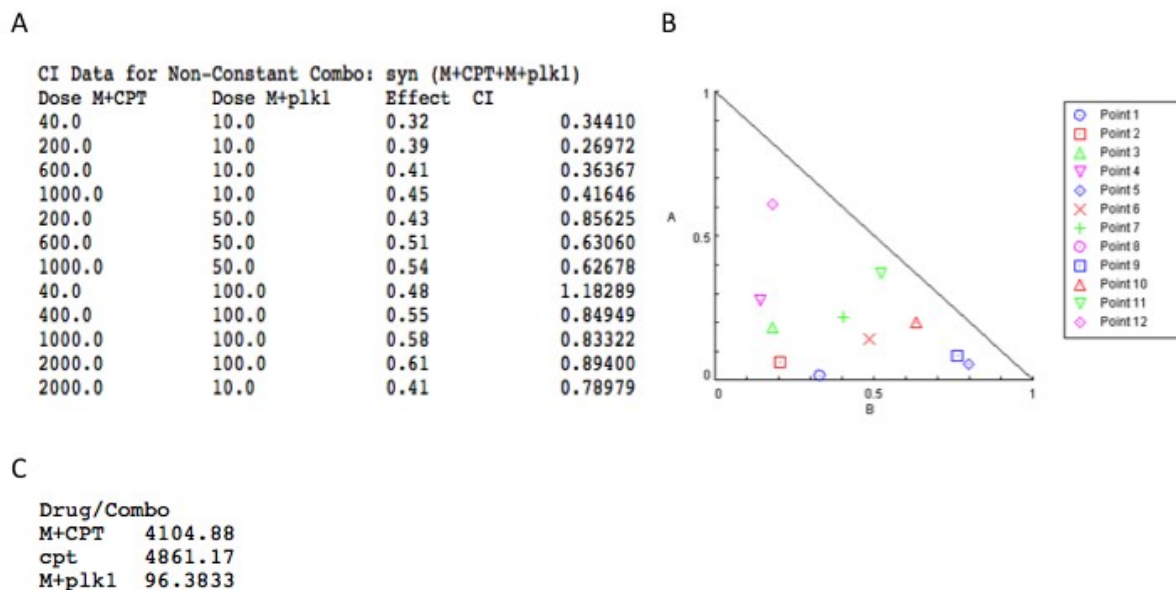 A
CI Data for Non-Constant Combo: syn (M+CPT+M+plk1)
Dose M+CPT Dose M+plk1 Effect CI
40.0 10.0 0.32 0.34410
200.0 10.0 0.39 0.26972
600.0 10.0 0.41 0.36367
1000.0 10.0 0.45 0.41646
200.0 50.0 0.43 0.85625
600.0 50.0 0.51 0.63060
1000.0 50.0 0.54 0.62678
40.0 100.0 0.48 1.18289
400.0 100.0 0.55 0.84949
1000.0 100.0 0.58 0.83322
2000.0 100.0 0.61 0.89400
2000.0 10.0 0.41 0.78979
B
1
A
0.5
0
0
0.5
1
B
Point 1
Point 2
Point 3
Point 4
Point 5
Point 6
Point 7
Point 8
Point 9
Point 10
Point 11
Point 12
C
Drug/Combo
M+CPT 4104.88
cpt 4861.17
M+plk1 96.3833